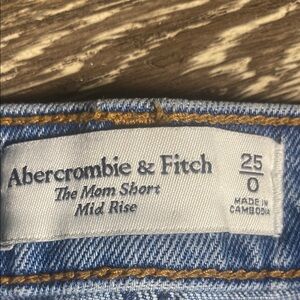 Abercrombie & Fitch
The Mom Short
Mid Rise
25
0
MADE IN
CAMBODIA